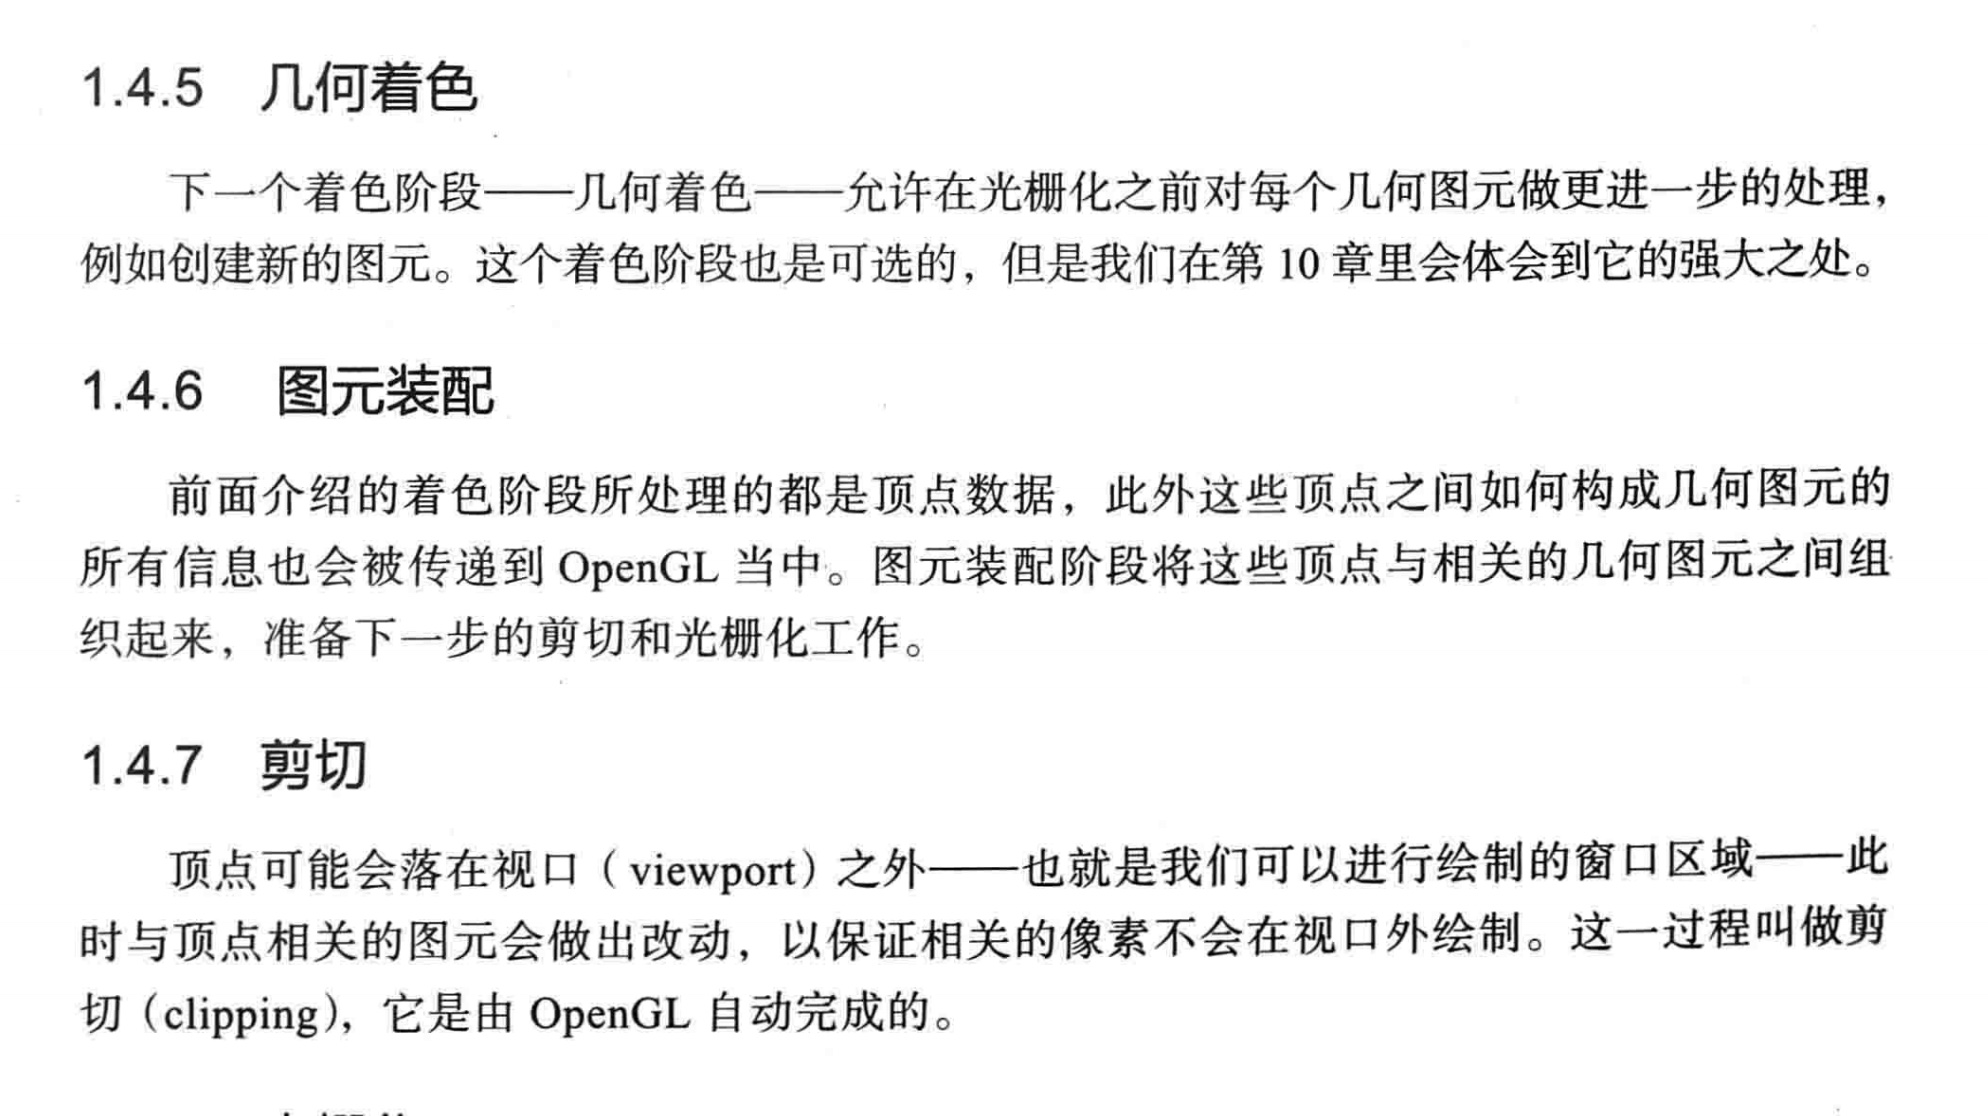 1.4.5 几何着色
下一个着色阶段——几何着色——允许在光栅化之前对每个几何图元做更进一步的处理，
例如创建新的图元。这个着色阶段也是可选的，但是我们在第 10 章里会体会到它的强大之处。
1.4.6 图元装配
前面介绍的着色阶段所处理的都是顶点数据，此外这些顶点之间如何构成几何图元的
所有信息也会被传递到 OpenGL 当中。图元装配阶段将这些顶点与相关的几何图元之间组
织起来，准备下一步的剪切和光栅化工作。
1.4.7 剪切
顶点可能会落在视口（viewport）之外——也就是我们可以进行绘制的窗口区域——此
时与顶点相关的图元会做出改动，以保证相关的像素不会在视口外绘制。这一过程叫做剪
切（clipping），它是由 OpenGL 自动完成的。